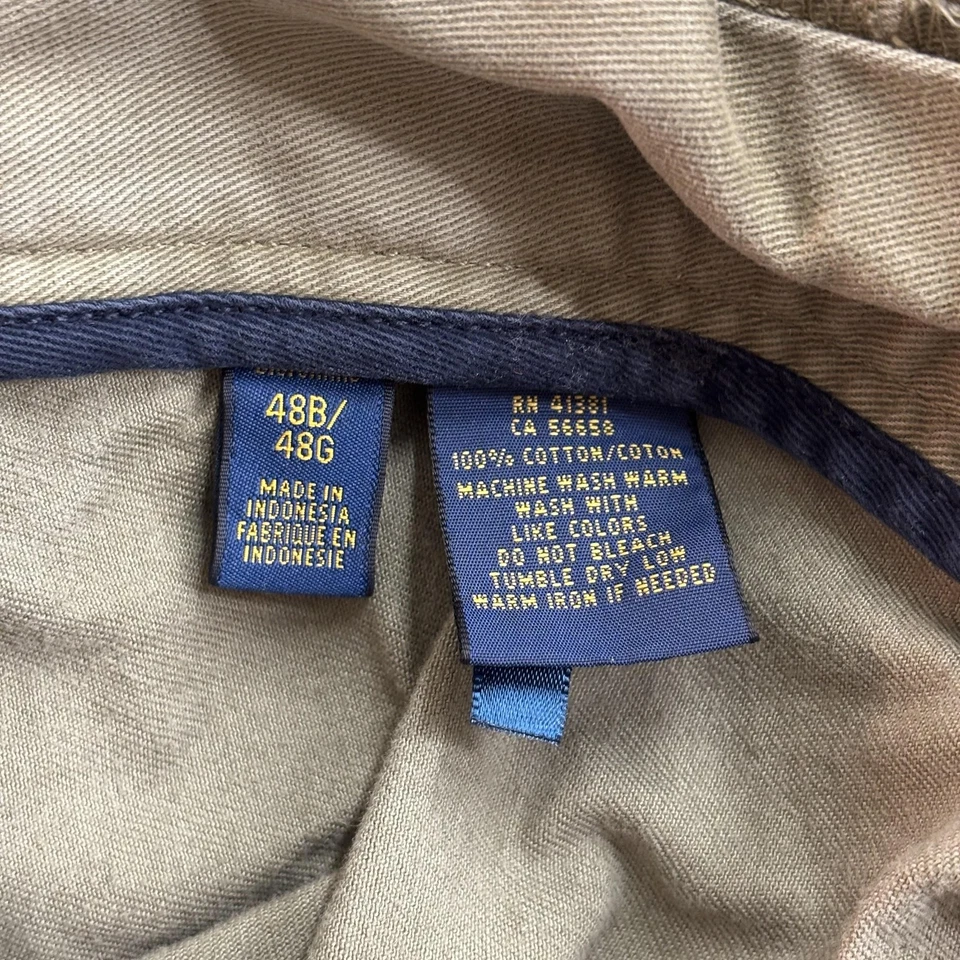 48B/
48G
MADE IN
INDONESIA
FABRIQUE EN
INDONESIE
RN 41381
CA 56658
100% COTTON/COTON
MACHINE WASH WARM
WASH WITH
LIKE COLORS
DO NOT BLEACH
TUMBLE DRY LOW
WARM IRON IF NEEDED